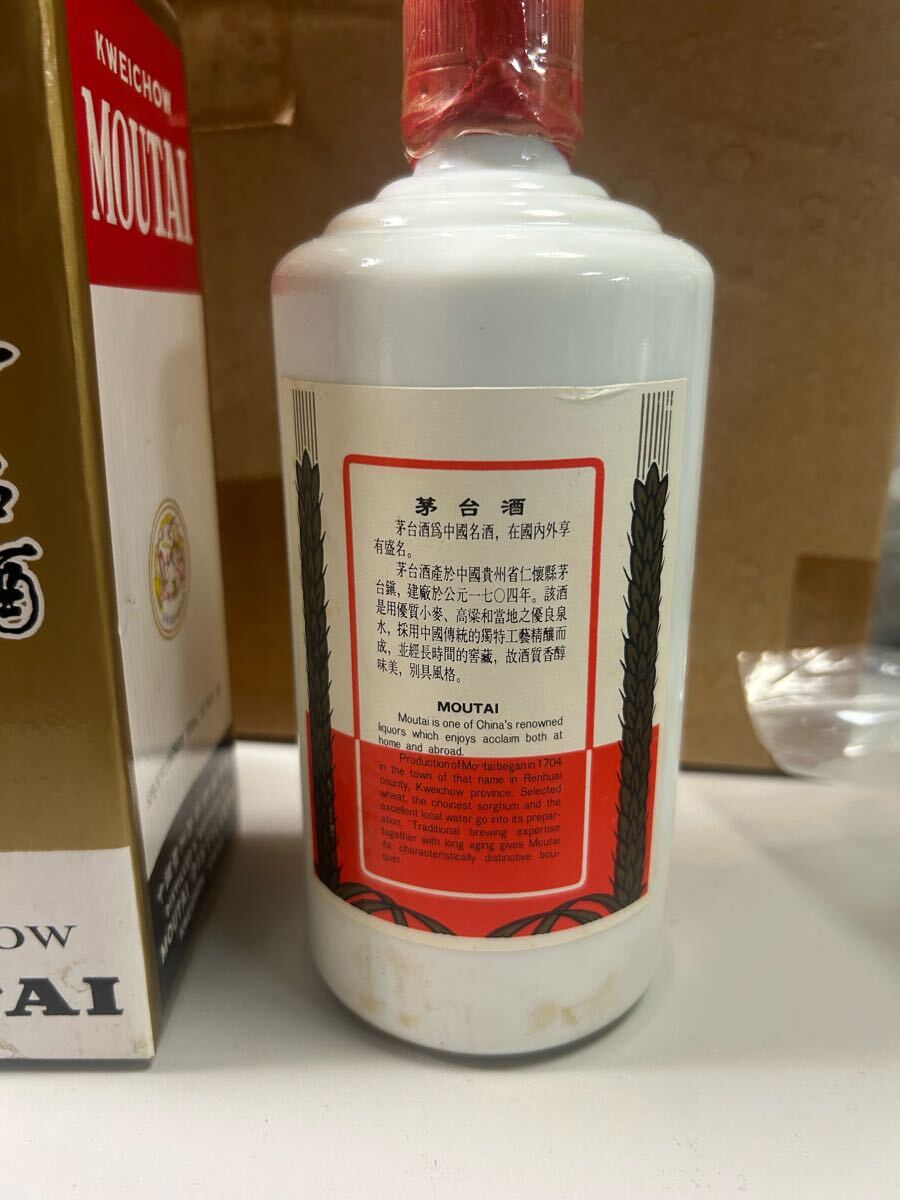 KWEICHOW
MOUTAI
酒
OW
TAI
MOUTAI
茅台酒
茅台酒爲中國名酒，在國内外享
有盛名。
茅台酒產於中國貴州省仁懷縣茅
台鎮，建廠於公元一七〇四年。該酒
是用優質小麥、高粱和當地之優良泉
水，採用中國傳統的獨特工藝精釀而
成，並經長時間的窖藏，故酒質香醇
味美，別具風格。
MOUTAI
Moutai is one of China's renowned
liquors which enjoys acclaim both at
home and abroad.
Production of Moutai began in 1704
in the town of that name in Renhuai
county, Kweichow province. Selected
wheat, the choicest sorghum and the
excellent local water go into its prepar-
ation. Traditional brewing expertise
together with long aging gives Moutai
its characteristically distinctive bou-
quet.